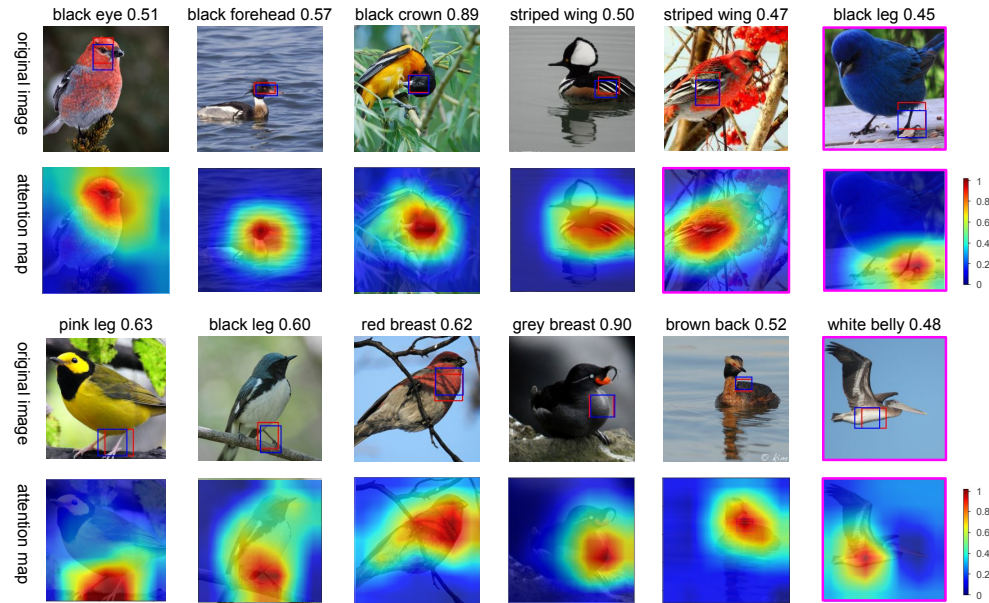 black eye 0.51 black forehead 0.57 black crown 0.89 striped wing 0.50 striped wing 0.47 black leg 0.45
original image
attention map
1
0.8
0.6
0.4
0.2
0
pink leg 0.63 black leg 0.60 red breast 0.62 grey breast 0.90 brown back 0.52 white belly 0.48
original image
© Kim
attention map
1
0.8
0.6
0.4
0.2
0